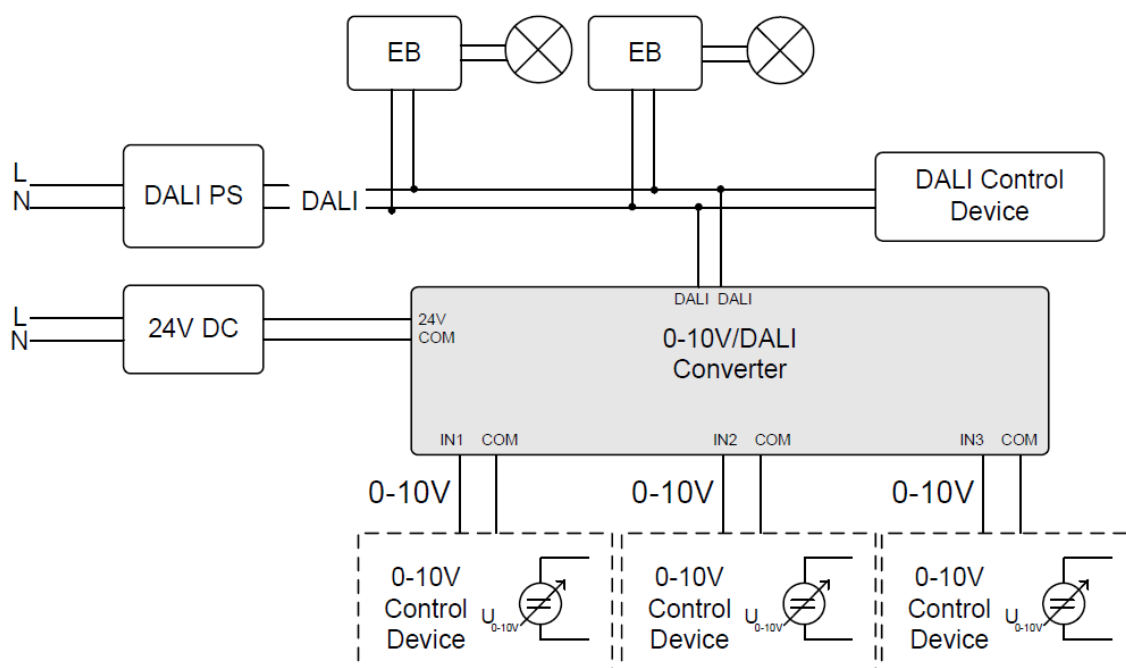 EB
EB
L
N
DALI PS
DALI
DALI Control
Device
L
N
24V DC
24V
COM
DALI DALI
0-10V/DALI
Converter
IN1 COM
IN2 COM
IN3 COM
0-10V
0-10V
0-10V
0-10V
Control
Device
U0-10V
0-10V
Control
Device
U0-10V
0-10V
Control
Device
U0-10V